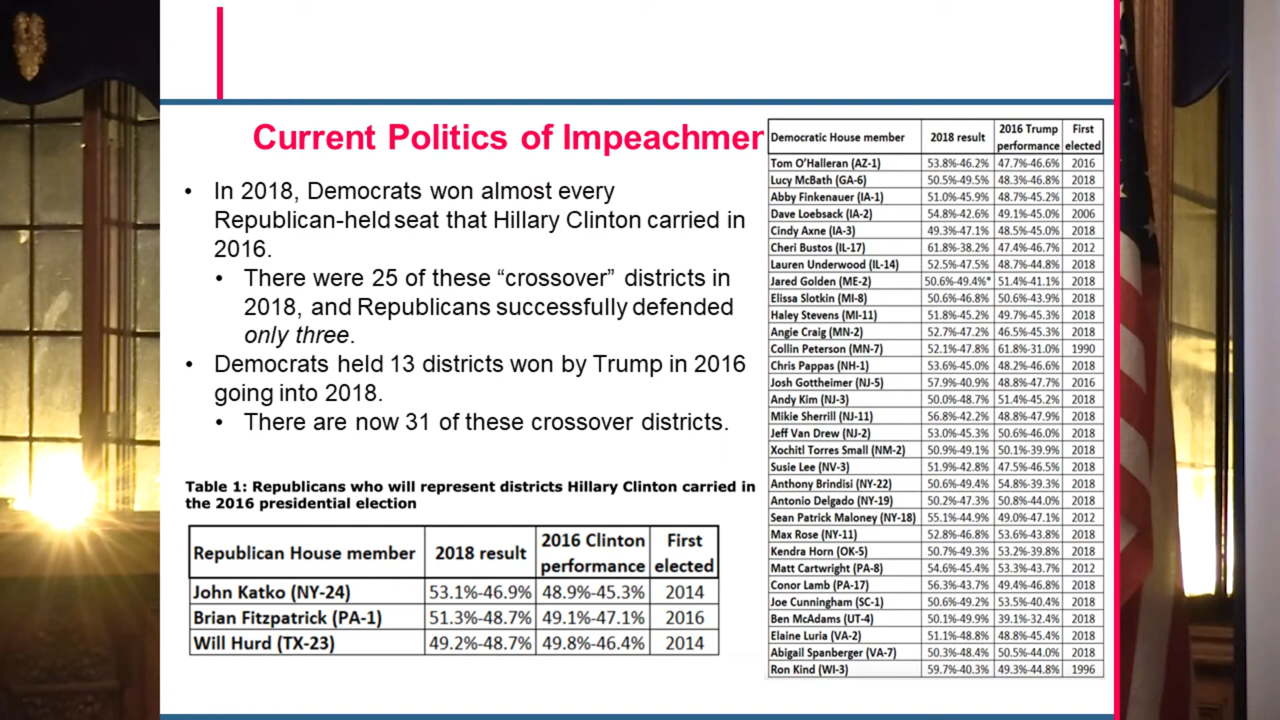 Current Politics of Impeachmer
• In 2018, Democrats won almost every
Republican-held seat that Hillary Clinton carried in
2016.
• There were 25 of these “crossover” districts in
2018, and Republicans successfully defended
only three.
• Democrats held 13 districts won by Trump in 2016
going into 2018.
• There are now 31 of these crossover districts.
Table 1: Republicans who will represent districts Hillary Clinton carried in
the 2016 presidential election
Republican House member 2018 result 2016 Clinton performance First elected
John Katko (NY-24) 53.1%-46.9% 48.9%-45.3% 2014
Brian Fitzpatrick (PA-1) 51.3%-48.7% 49.1%-47.1% 2016
Will Hurd (TX-23) 49.2%-48.7% 49.8%-46.4% 2014
Democratic House member 2018 result 2016 Trump performance First elected
Tom O’Halleran (AZ-1) 53.8%-46.2% 47.7%-46.6% 2016
Lucy McBath (GA-6) 50.5%-49.5% 48.3%-46.8% 2018
Abby Finkenauer (IA-1) 51.0%-45.9% 48.7%-45.2% 2018
Dave Loebsack (IA-2) 54.8%-42.6% 49.1%-45.0% 2006
Cindy Axne (IA-3) 49.3%-47.1% 48.5%-45.0% 2018
Cheri Bustos (IL-17) 61.8%-38.2% 47.4%-46.7% 2012
Lauren Underwood (IL-14) 52.5%-47.5% 48.7%-44.8% 2018
Jared Golden (ME-2) 50.6%-49.4%* 51.4%-41.1% 2018
Elissa Slotkin (MI-8) 50.6%-46.8% 50.6%-43.9% 2018
Haley Stevens (MI-11) 51.8%-45.2% 49.7%-45.3% 2018
Angie Craig (MN-2) 52.7%-47.2% 46.5%-45.3% 2018
Collin Peterson (MN-7) 52.1%-47.8% 61.8%-31.0% 1990
Chris Pappas (NH-1) 53.6%-45.0% 48.2%-46.6% 2018
Josh Gottheimer (NJ-5) 57.9%-40.9% 48.8%-47.7% 2016
Andy Kim (NJ-3) 50.0%-48.7% 51.4%-45.2% 2018
Mikie Sherrill (NJ-11) 56.8%-42.2% 48.8%-47.9% 2018
Jeff Van Drew (NJ-2) 53.0%-45.3% 50.6%-46.0% 2018
Xochitl Torres Small (NM-2) 50.9%-49.1% 50.1%-39.9% 2018
Susie Lee (NV-3) 51.9%-42.8% 47.5%-46.5% 2018
Anthony Brindisi (NY-22) 50.6%-49.4% 54.8%-39.3% 2018
Antonio Delgado (NY-19) 50.2%-47.3% 50.8%-44.0% 2018
Sean Patrick Maloney (NY-18) 55.1%-44.9% 49.0%-47.1% 2012
Max Rose (NY-11) 52.8%-46.8% 53.6%-43.8% 2018
Kendra Horn (OK-5) 50.7%-49.3% 53.2%-39.8% 2018
Matt Cartwright (PA-8) 54.6%-45.4% 53.3%-43.7% 2012
Conor Lamb (PA-17) 56.3%-43.7% 49.4%-46.8% 2018
Joe Cunningham (SC-1) 50.6%-49.2% 53.5%-40.4% 2018
Ben McAdams (UT-4) 50.1%-49.9% 39.1%-32.4% 2018
Elaine Luria (VA-2) 51.1%-48.8% 48.8%-45.4% 2018
Abigail Spanberger (VA-7) 50.3%-48.4% 50.5%-44.0% 2018
Ron Kind (WI-3) 59.7%-40.3% 49.3%-44.8% 1996